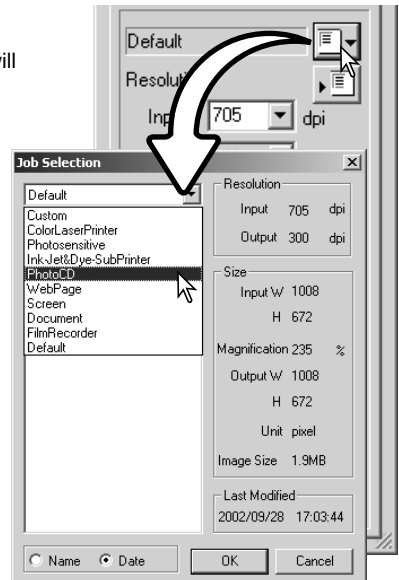 ill
Default
Resoluti
Inp 705 dpi
Job Selection
Default
Custom
ColorLaserPrinter
Photosensitive
Ink-Jet&Dye-SubPrinter
PhotoCD
WebPage
Screen
Document
FilmRecorder
Default
Resolution
Input 705 dpi
Output 300 dpi
Size
Input W 1008
H 672
Magnification 235 %
Output W 1008
H 672
Unit pixel
Image Size 1.9MB
Last Modified
2002/09/28 17:03:44
Name Date OK Cancel